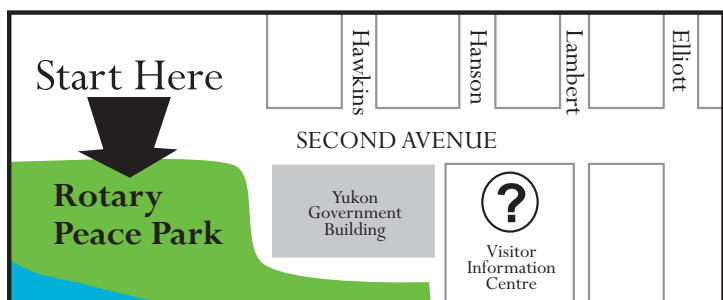 Start Here
Hawkins
Hanson
Lambert
Elliott
SECOND AVENUE
Rotary
Peace Park
Yukon
Government
Building
?
Visitor
Information
Centre